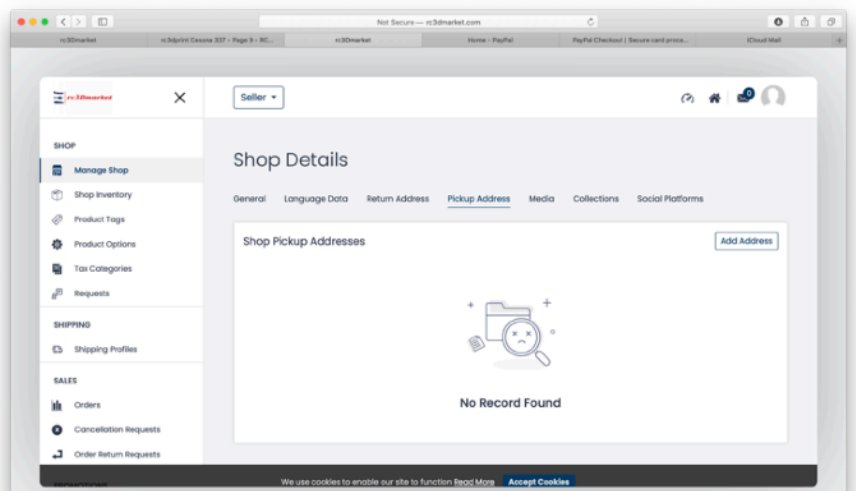 Not Secure — rc3dmarket.com
rc3Dmarket
rc3dprint Cessna 337 - Page 9 - RC...
rc3Dmarket
Home - PayPal
PayPal Checkout | Secure card proce...
iCloud Mail
rc3Dmarket
Seller
0
SHOP
Manage Shop
Shop Inventory
Product Tags
Product Options
Tax Categories
Requests
SHIPPING
Shipping Profiles
SALES
Orders
Cancellation Requests
Order Return Requests
PROMOTIONS
Shop Details
General Language Data Return Address Pickup Address Media Collections Social Platforms
Shop Pickup Addresses
Add Address
No Record Found
We use cookies to enable our site to function Read More Accept Cookies